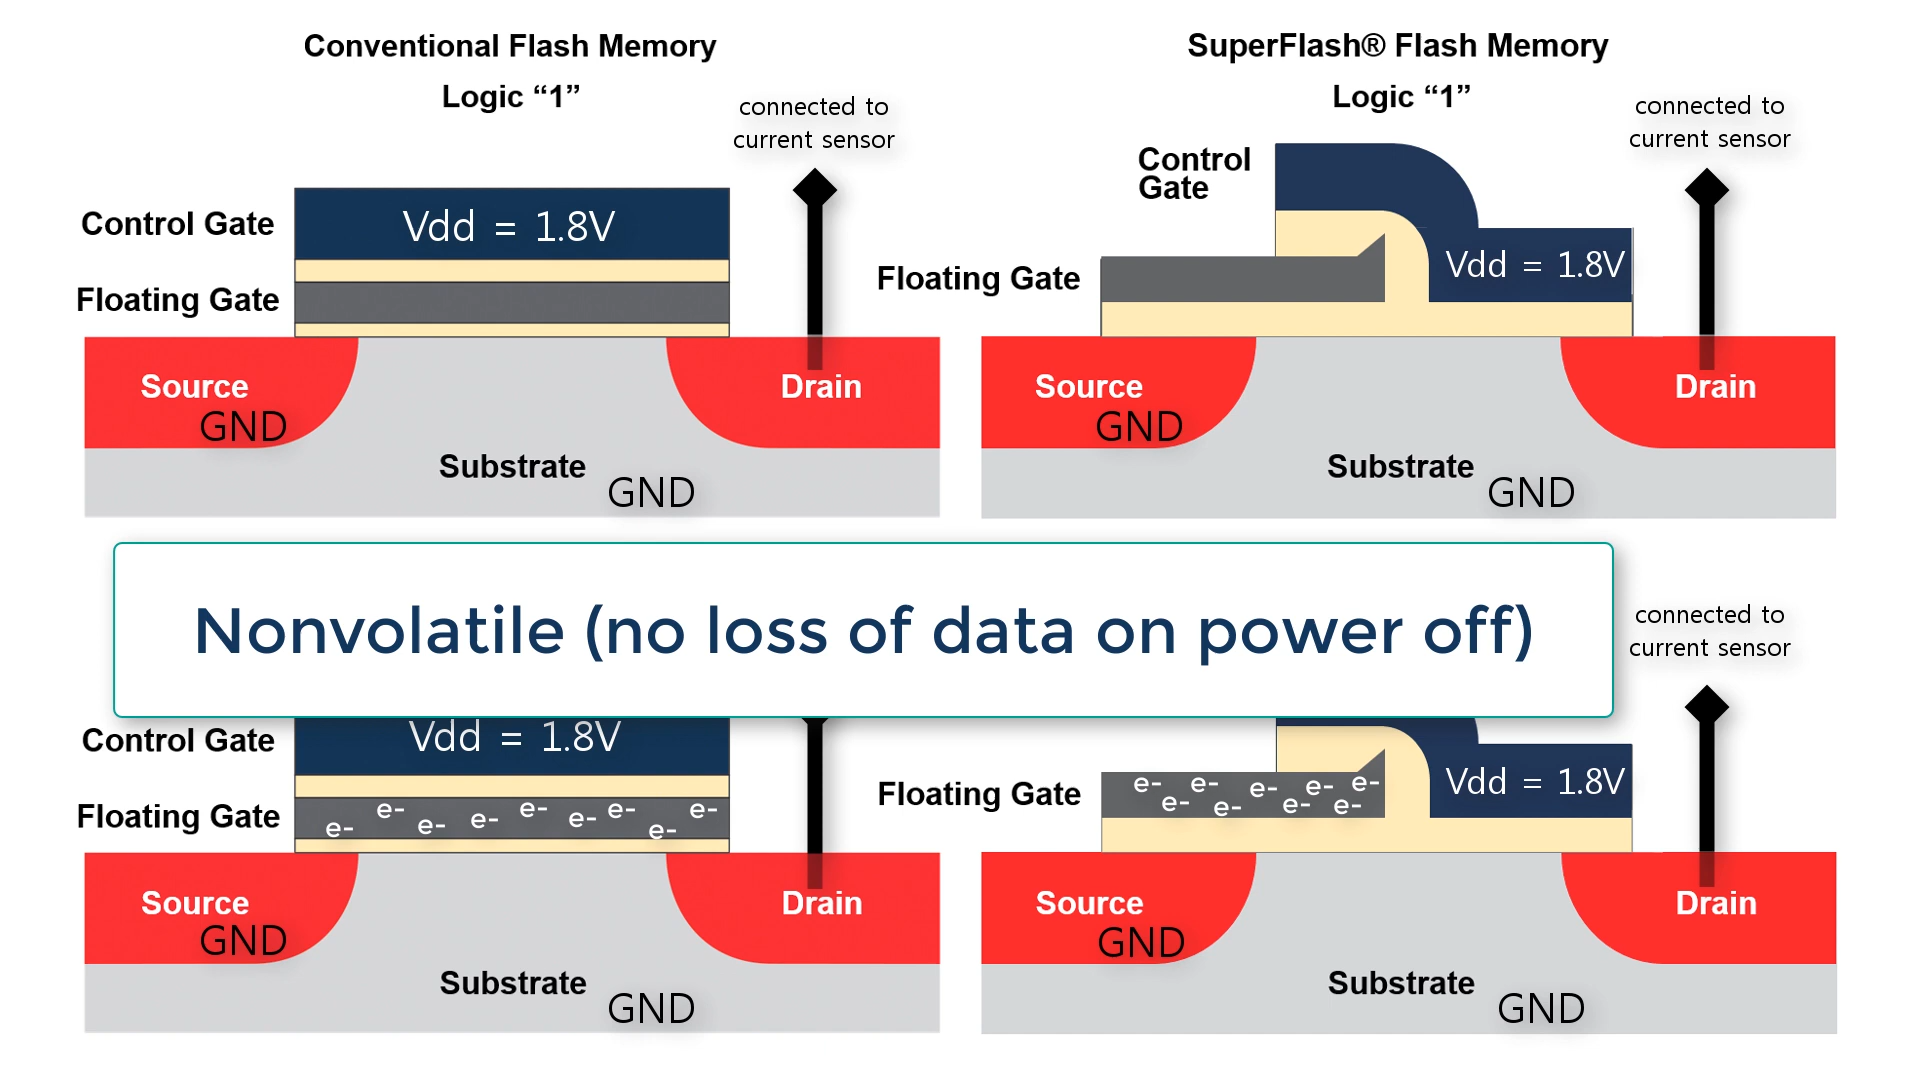 Conventional Flash Memory
Logic “1”
connected to
current sensor
Control Gate
Vdd = 1.8V
Floating Gate
Source
GND
Drain
Substrate
GND
SuperFlash® Flash Memory
Logic “1”
connected to
current sensor
Control
Gate
Floating Gate
Vdd = 1.8V
Source
GND
Drain
Substrate
GND
Nonvolatile (no loss of data on power off)
Control Gate
Vdd = 1.8V
Floating Gate
e- e- e- e- e- e- e- e- e-
Source
GND
Drain
Substrate
GND
connected to
current sensor
Floating Gate
e- e- e- e- e- e- e- e- e-
Vdd = 1.8V
Source
GND
Drain
Substrate
GND